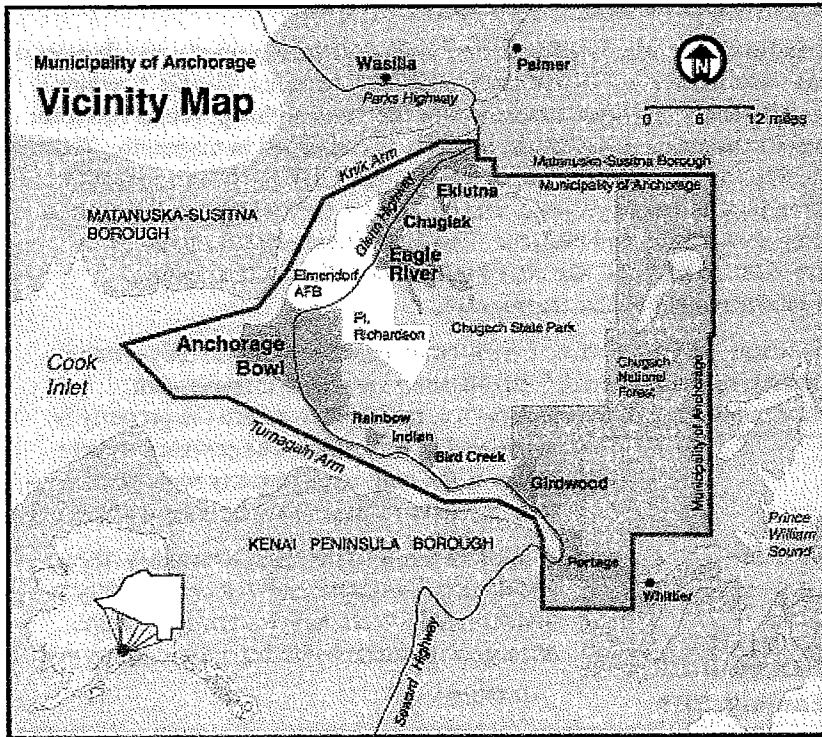 Municipality of Anchorage
Vicinity Map
Wasilla
Palmer
Parks Highway
N
0 6 12 miles
Knik Arm
Matanuska-Susitna Borough
Municipality of Anchorage
Eklutna
Glenn Highway
Chugiak
MATANUSKA-SUSITNA
BOROUGH
Eagle
River
Elmendorf
AFB
Ft.
Richardson
Chugach State Park
Anchorage
Bowl
Cook
Inlet
Chugach
National
Forest
Municipality of Anchorage
Rainbow
Indian
Bird Creek
Turnagain Arm
Girdwood
KENAI PENINSULA BOROUGH
Prince
William
Sound
Portage
Whittier
Seward Highway